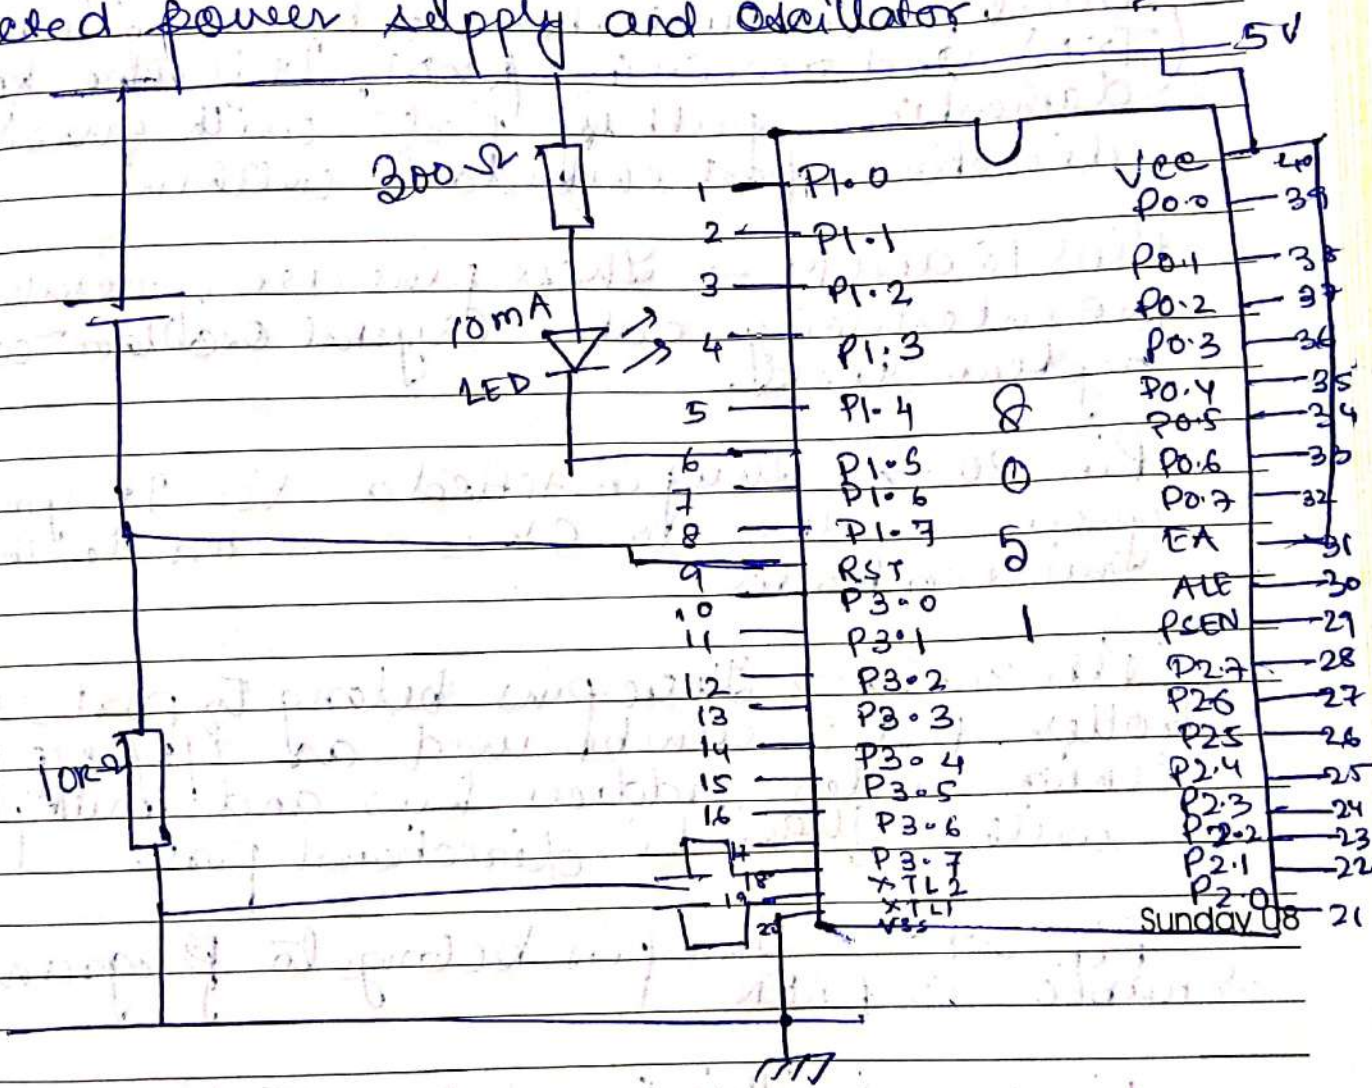 ated power supply and Oscillator.
5V
300Ω
10mA
LED
10KΩ
1 P1.0
2 P1.1
3 P1.2
4 P1.3
5 P1.4
6 P1.5
7 P1.6
8 P1.7
9 RST
10 P3.0
11 P3.1
12 P3.2
13 P3.3
14 P3.4
15 P3.5
16 P3.6
17 P3.7
18 XTL2
19 XTL1
20 VSS
8
0
5
1
Vcc 40
P0.0 39
P0.1 38
P0.2 37
P0.3 36
P0.4 35
P0.5 34
P0.6 33
P0.7 32
EA 31
ALE 30
PSEN 29
P2.7 28
P26 27
P25 26
P2.4 25
P2.3 24
P2.2 23
P2.1 22
P2.0 21
Sunday 08